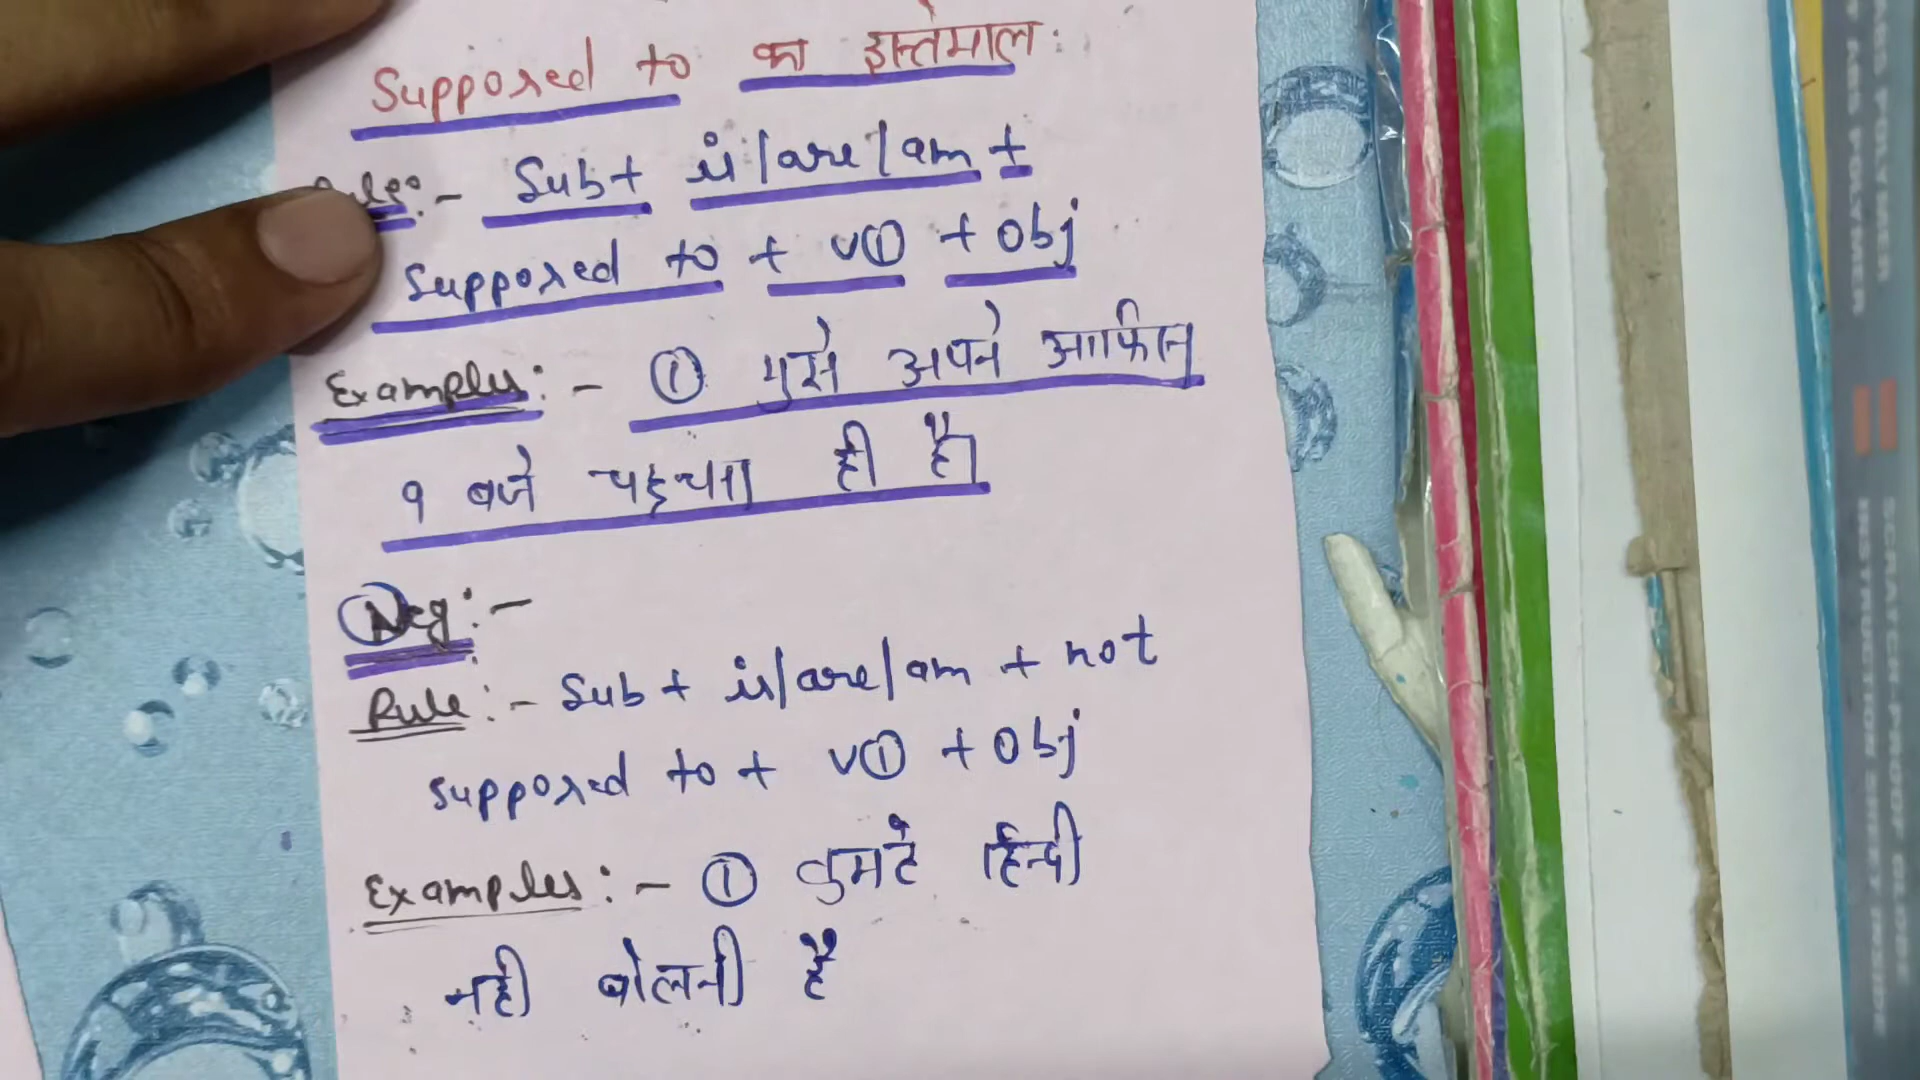 Supposed to का इस्तेमाल :
Rule :- Sub + is/are/am +
Supposed to + v① + Obj
Examples :- ① मुझे अपने आफिस
9 बजे पहुचना ही है।
Neg :-
Rule :- Sub + is/are/am + not
supposed to + v① + Obj
Examples :- ① तुमहे हिन्दी
नही बोलनी है